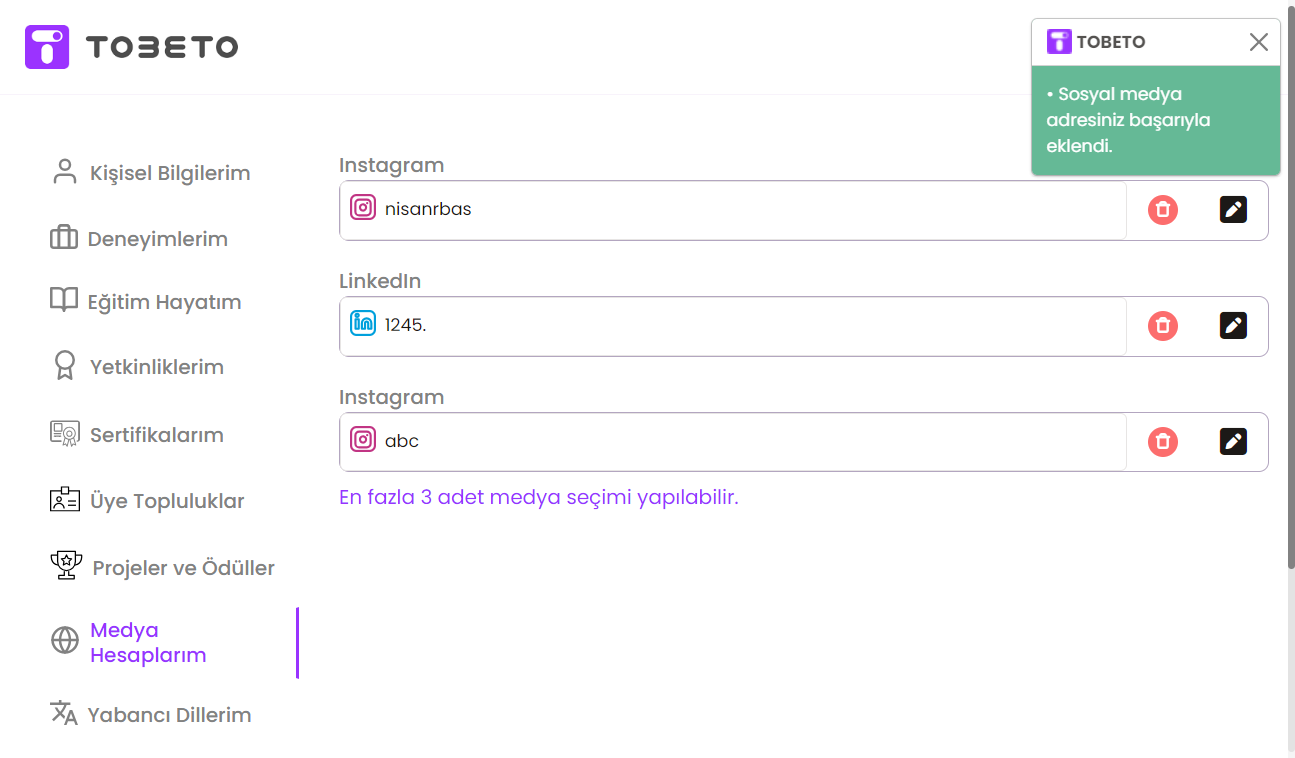 TOBETO
TOBETO
• Sosyal medya
adresiniz başarıyla
eklendi.
Kişisel Bilgilerim
Deneyimlerim
Eğitim Hayatım
Yetkinliklerim
Sertifikalarım
Üye Topluluklar
Projeler ve Ödüller
Medya
Hesaplarım
Yabancı Dillerim
Instagram
nisanrbas
LinkedIn
1245.
Instagram
abc
En fazla 3 adet medya seçimi yapılabilir.